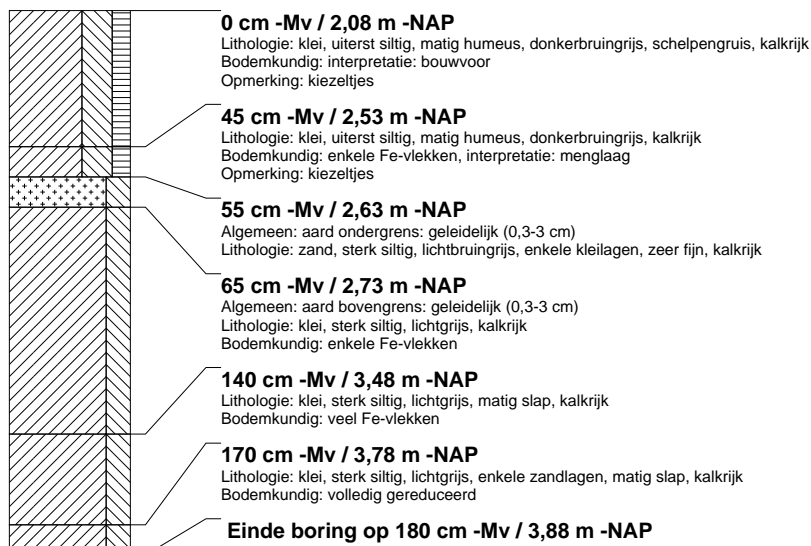 0 cm -Mv / 2,08 m -NAP
Lithologie: klei, uiterst siltig, matig humeus, donkerbruingrijs, schelpengruis, kalkrijk
Bodemkundig: interpretatie: bouwvoor
Opmerking: kiezeltjes
45 cm -Mv / 2,53 m -NAP
Lithologie: klei, uiterst siltig, matig humeus, donkerbruingrijs, kalkrijk
Bodemkundig: enkele Fe-vlekken, interpretatie: menglaag
Opmerking: kiezeltjes
55 cm -Mv / 2,63 m -NAP
Algemeen: aard ondergrens: geleidelijk (0,3-3 cm)
Lithologie: zand, sterk siltig, lichtbruingrijs, enkele kleilagen, zeer fijn, kalkrijk
65 cm -Mv / 2,73 m -NAP
Algemeen: aard bovengrens: geleidelijk (0,3-3 cm)
Lithologie: klei, sterk siltig, lichtgrijs, kalkrijk
Bodemkundig: enkele Fe-vlekken
140 cm -Mv / 3,48 m -NAP
Lithologie: klei, sterk siltig, lichtgrijs, matig slap, kalkrijk
Bodemkundig: veel Fe-vlekken
170 cm -Mv / 3,78 m -NAP
Lithologie: klei, sterk siltig, lichtgrijs, enkele zandlagen, matig slap, kalkrijk
Bodemkundig: volledig gereduceerd
Einde boring op 180 cm -Mv / 3,88 m -NAP